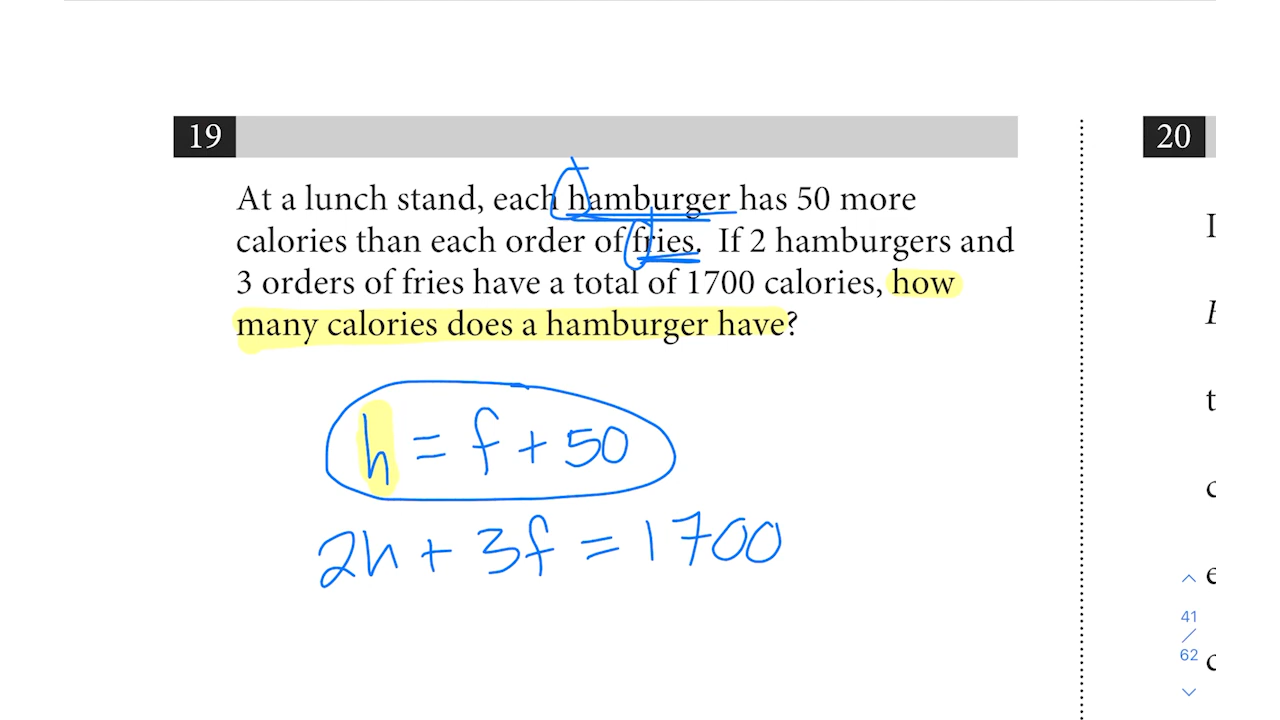 19
At a lunch stand, each hamburger has 50 more
calories than each order of fries. If 2 hamburgers and
3 orders of fries have a total of 1700 calories, how
many calories does a hamburger have?
h = f + 50
2h + 3f = 1700
20
41
/
62